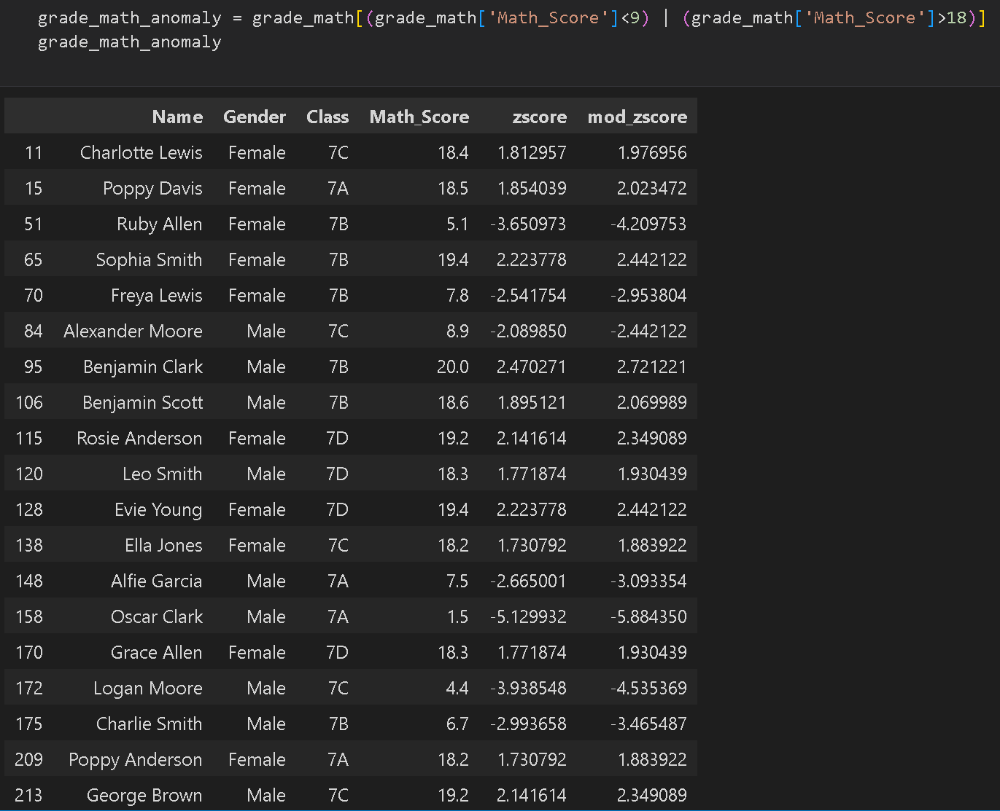 grade_math_anomaly = grade_math[(grade_math['Math_Score']<9) | (grade_math['Math_Score']>18)]
grade_math_anomaly
Name Gender Class Math_Score zscore mod_zscore
11 Charlotte Lewis Female 7C 18.4 1.812957 1.976956
15 Poppy Davis Female 7A 18.5 1.854039 2.023472
51 Ruby Allen Female 7B 5.1 -3.650973 -4.209753
65 Sophia Smith Female 7B 19.4 2.223778 2.442122
70 Freya Lewis Female 7B 7.8 -2.541754 -2.953804
84 Alexander Moore Male 7C 8.9 -2.089850 -2.442122
95 Benjamin Clark Male 7B 20.0 2.470271 2.721221
106 Benjamin Scott Male 7B 18.6 1.895121 2.069989
115 Rosie Anderson Female 7D 19.2 2.141614 2.349089
120 Leo Smith Male 7D 18.3 1.771874 1.930439
128 Evie Young Female 7D 19.4 2.223778 2.442122
138 Ella Jones Female 7C 18.2 1.730792 1.883922
148 Alfie Garcia Male 7A 7.5 -2.665001 -3.093354
158 Oscar Clark Male 7A 1.5 -5.129932 -5.884350
170 Grace Allen Female 7D 18.3 1.771874 1.930439
172 Logan Moore Male 7C 4.4 -3.938548 -4.535369
175 Charlie Smith Male 7B 6.7 -2.993658 -3.465487
209 Poppy Anderson Female 7A 18.2 1.730792 1.883922
213 George Brown Male 7C 19.2 2.141614 2.349089